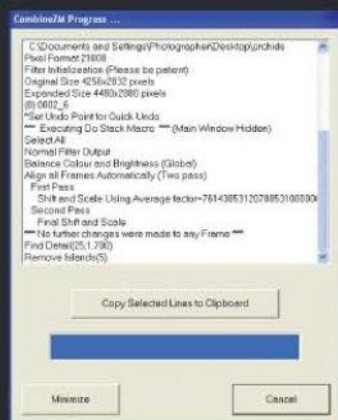 CombineZM Progress ...
C:\Documents and Settings\Photographer\Desktop\orchids
Pixel Format 21808
Filter Initialization (Please be patient)
Original Size 4256x2832 pixels
Expanded Size 4480x2880 pixels
(0) 0002_6
*Set Undo Point for Quick Undo
*** Executing Do Stack Macro *** (Main Window Hidden)
Select All
Normal Filter Output
Balance Colour and Brightness (Global)
Align all Frames Automatically (Two pass)
First Pass
Shift and Scale Using Average
Second Pass
Final Shift and Scale
*** No further changes were made to any Frame ***
Find Detail(25,1,700)
Remove Islands(5)
Copy Selected Lines to Clipboard
Minimize
Cancel